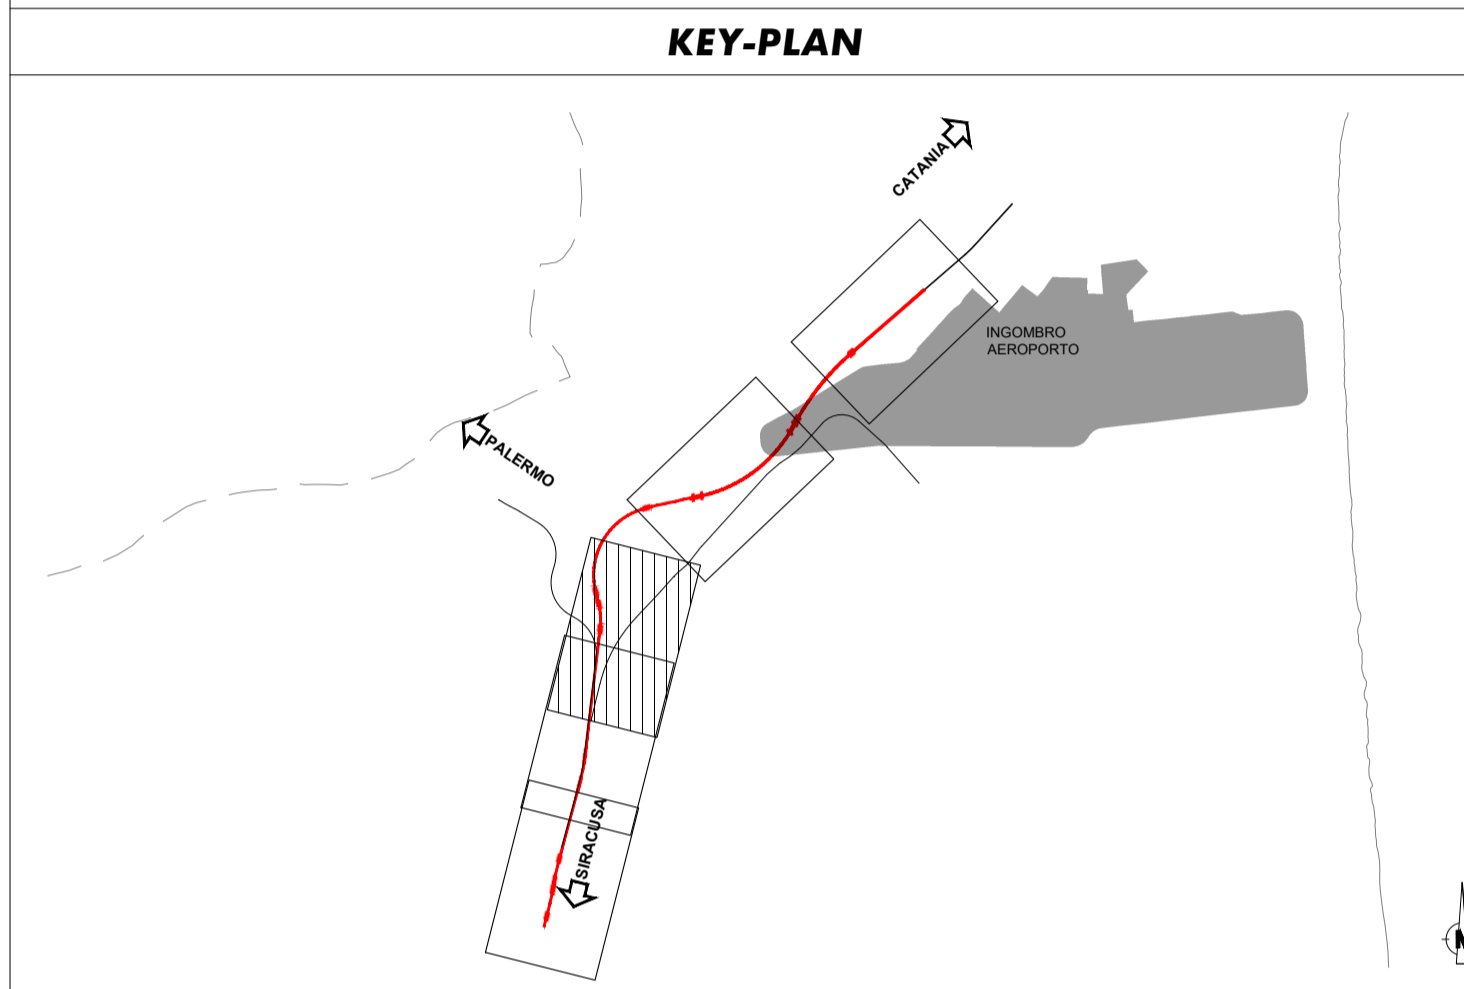 KEY-PLAN
CATANIA
INGOMBRO
AEROPORTO
PALERMO
SIRACUSA
N